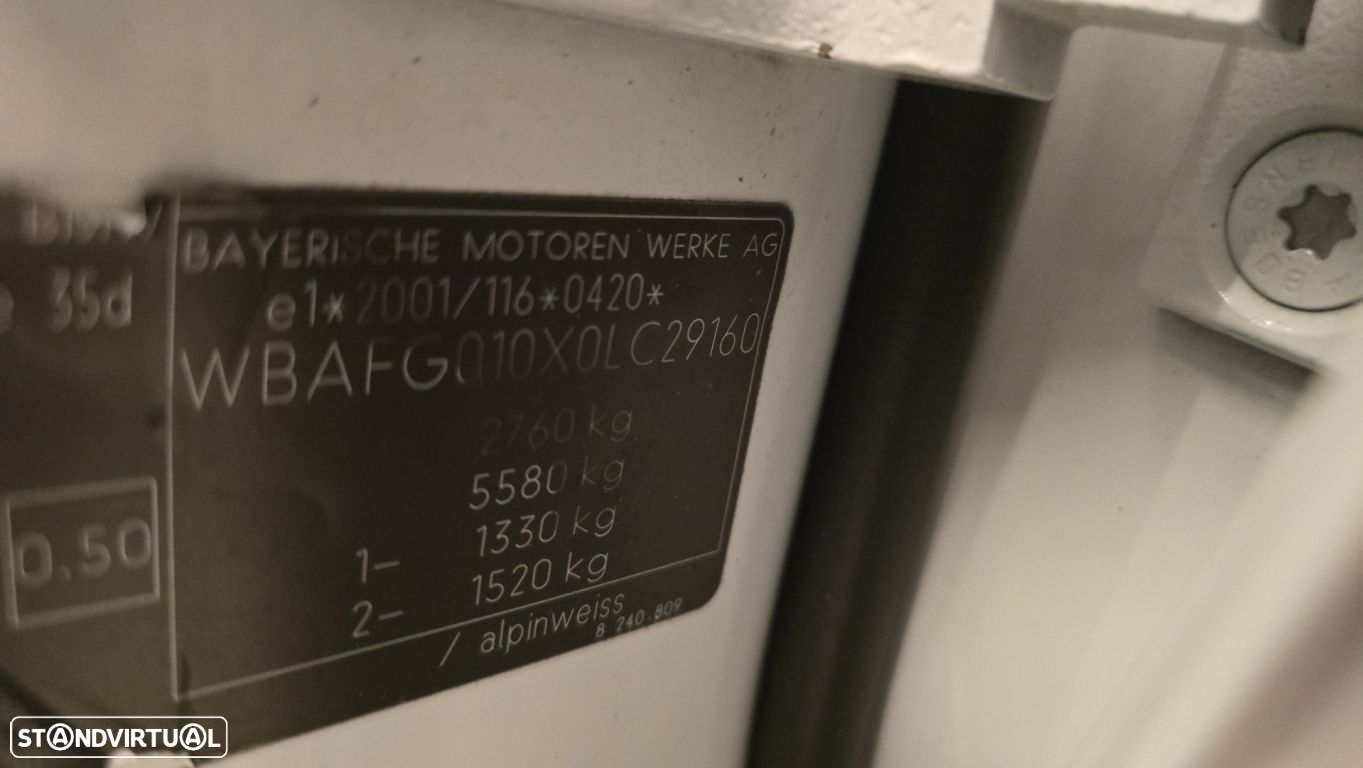 BMW
35d
0.50
BAYERISCHE MOTOREN WERKE AG
e1*2001/116*0420*
WBAFG010X0LC29160
2760 kg
5580 kg
1- 1330 kg
2- 1520 kg
/ alpinweiss
8 240.809
STANDVIRTUAL